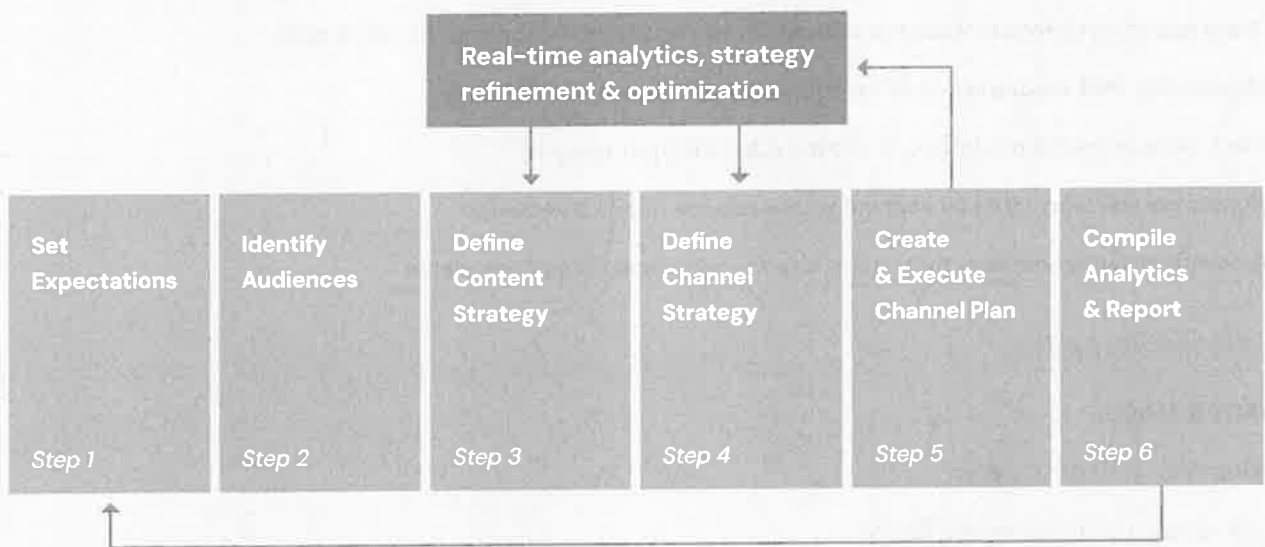 Real-time analytics, strategy
refinement & optimization
Set
Expectations
Step 1
Identify
Audiences
Step 2
Define
Content
Strategy
Step 3
Define
Channel
Strategy
Step 4
Create
& Execute
Channel Plan
Step 5
Compile
Analytics
& Report
Step 6